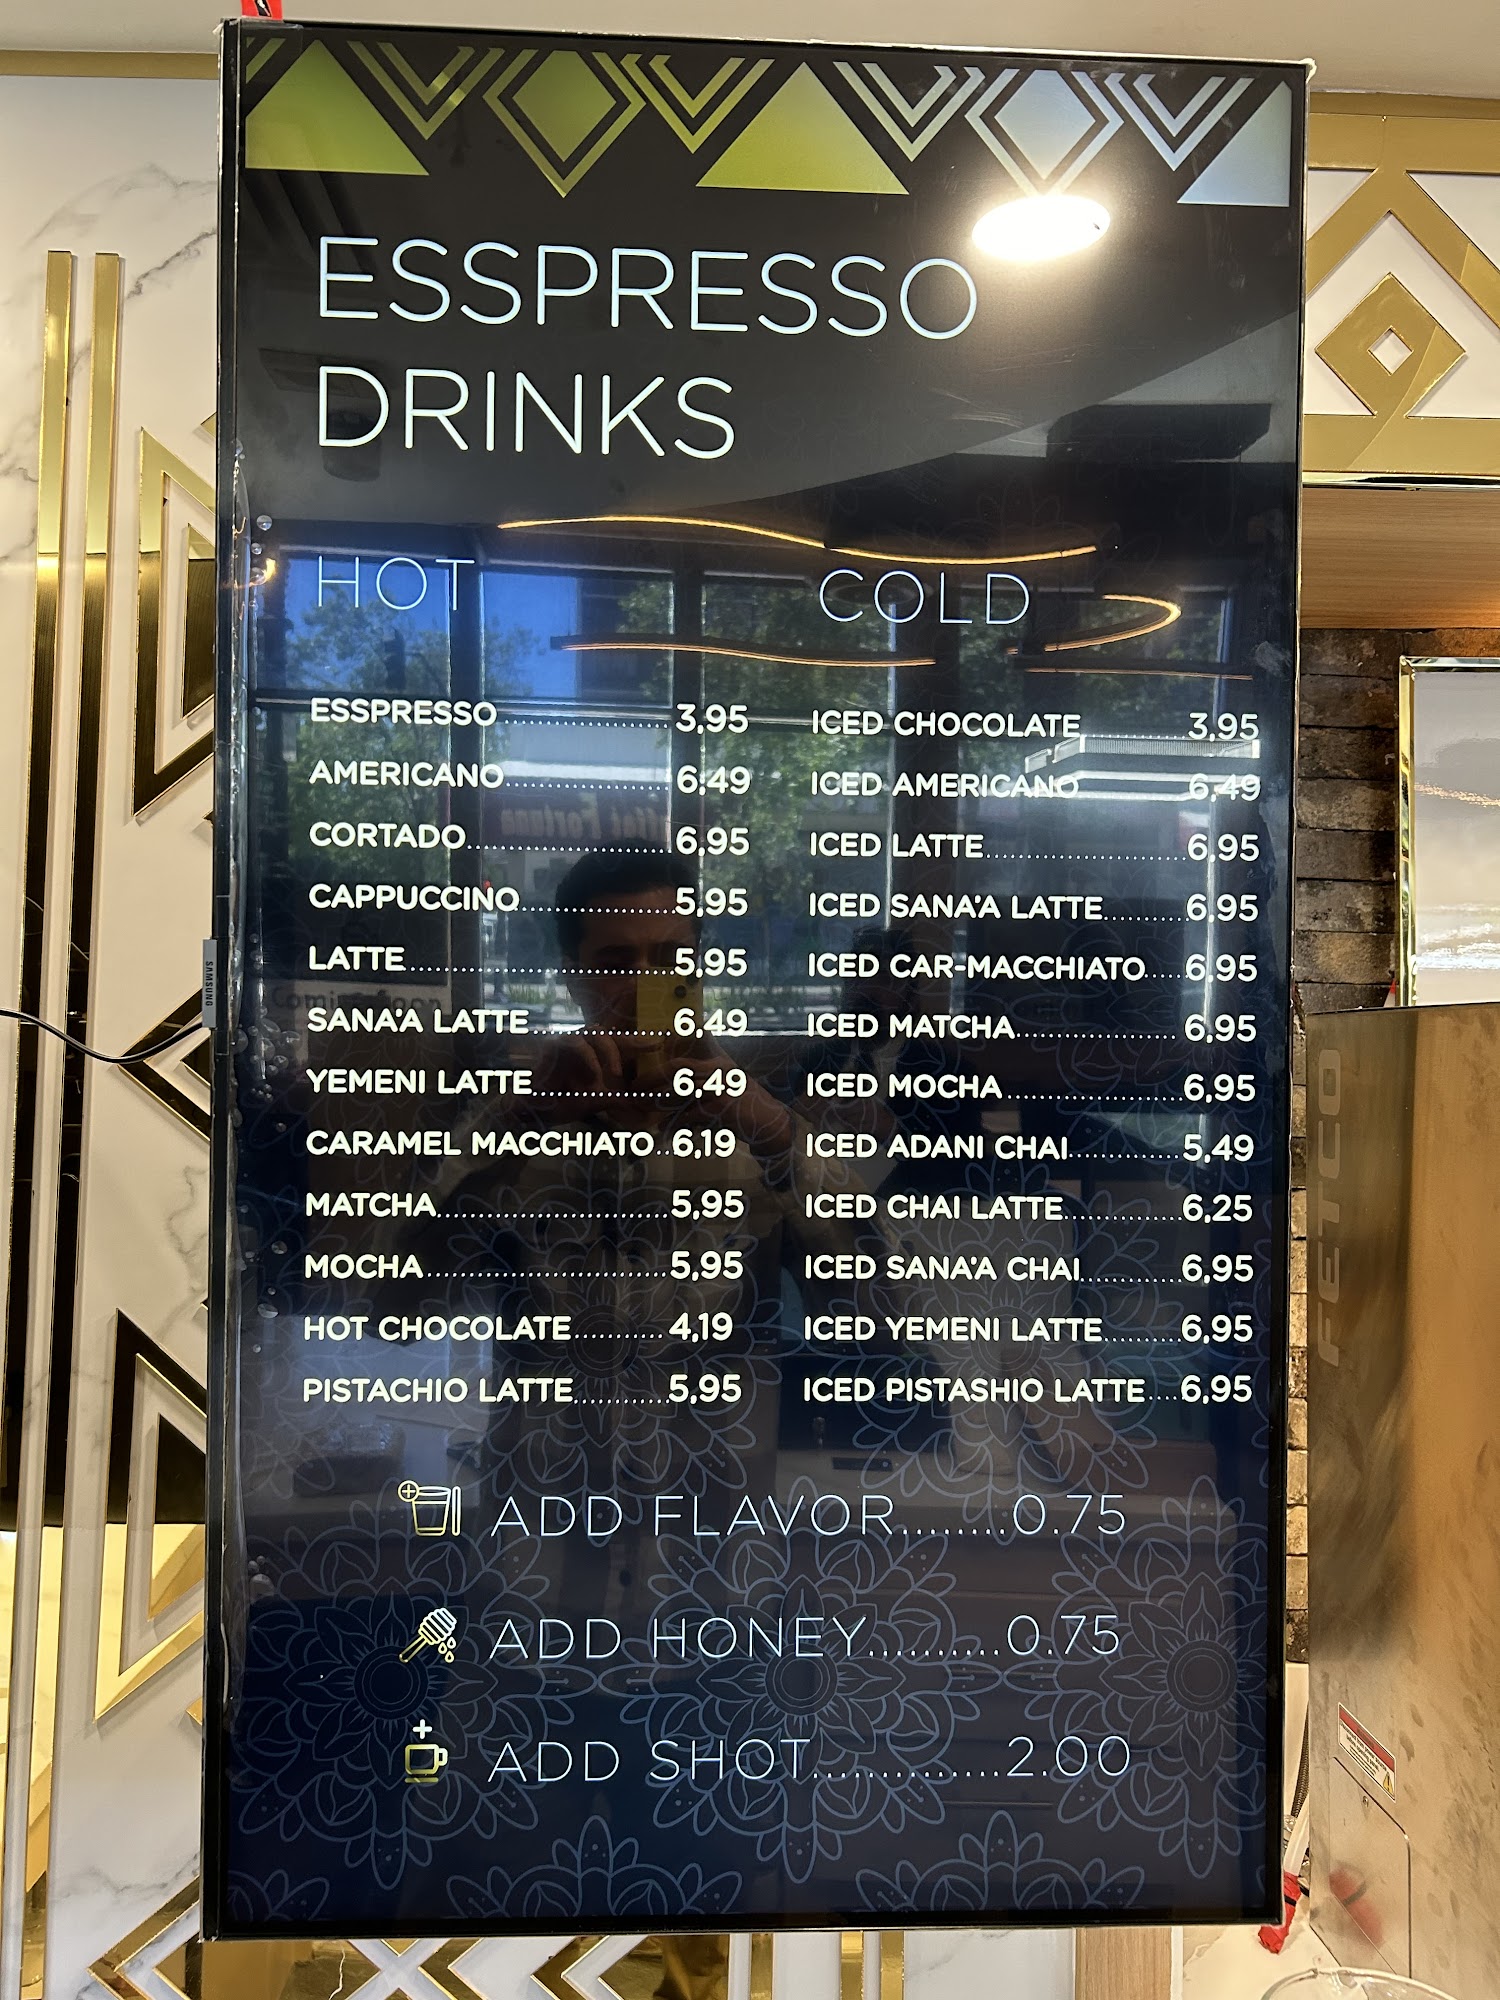 ESSPRESSO
DRINKS
HOT
ESSPRESSO..................3,95
AMERICANO..................6,49
CORTADO....................6,95
CAPPUCCINO.................5,95
LATTE......................5,95
SANA'A LATTE...............6,49
YEMENI LATTE...............6,49
CARAMEL MACCHIATO..6,19
MATCHA.....................5,95
MOCHA......................5,95
HOT CHOCOLATE..........4,19
PISTACHIO LATTE..........5,95
COLD
ICED CHOCOLATE..........3,95
ICED AMERICANO 6,49
ICED LATTE....................6,95
ICED SANA'A LATTE........6,95
ICED CAR-MACCHIATO....6,95
ICED MATCHA...............6,95
ICED MOCHA................6,95
ICED ADANI CHAI...........5,49
ICED CHAI LATTE............6,25
ICED SANA'A CHAI..........6,95
ICED YEMENI LATTE........6,95
ICED PISTASHIO LATTE....6,95
ADD FLAVOR........0.75
ADD HONEY..........0.75
ADD SHOT..............2.00
SAMSUNG
FETCO
Coming Soon